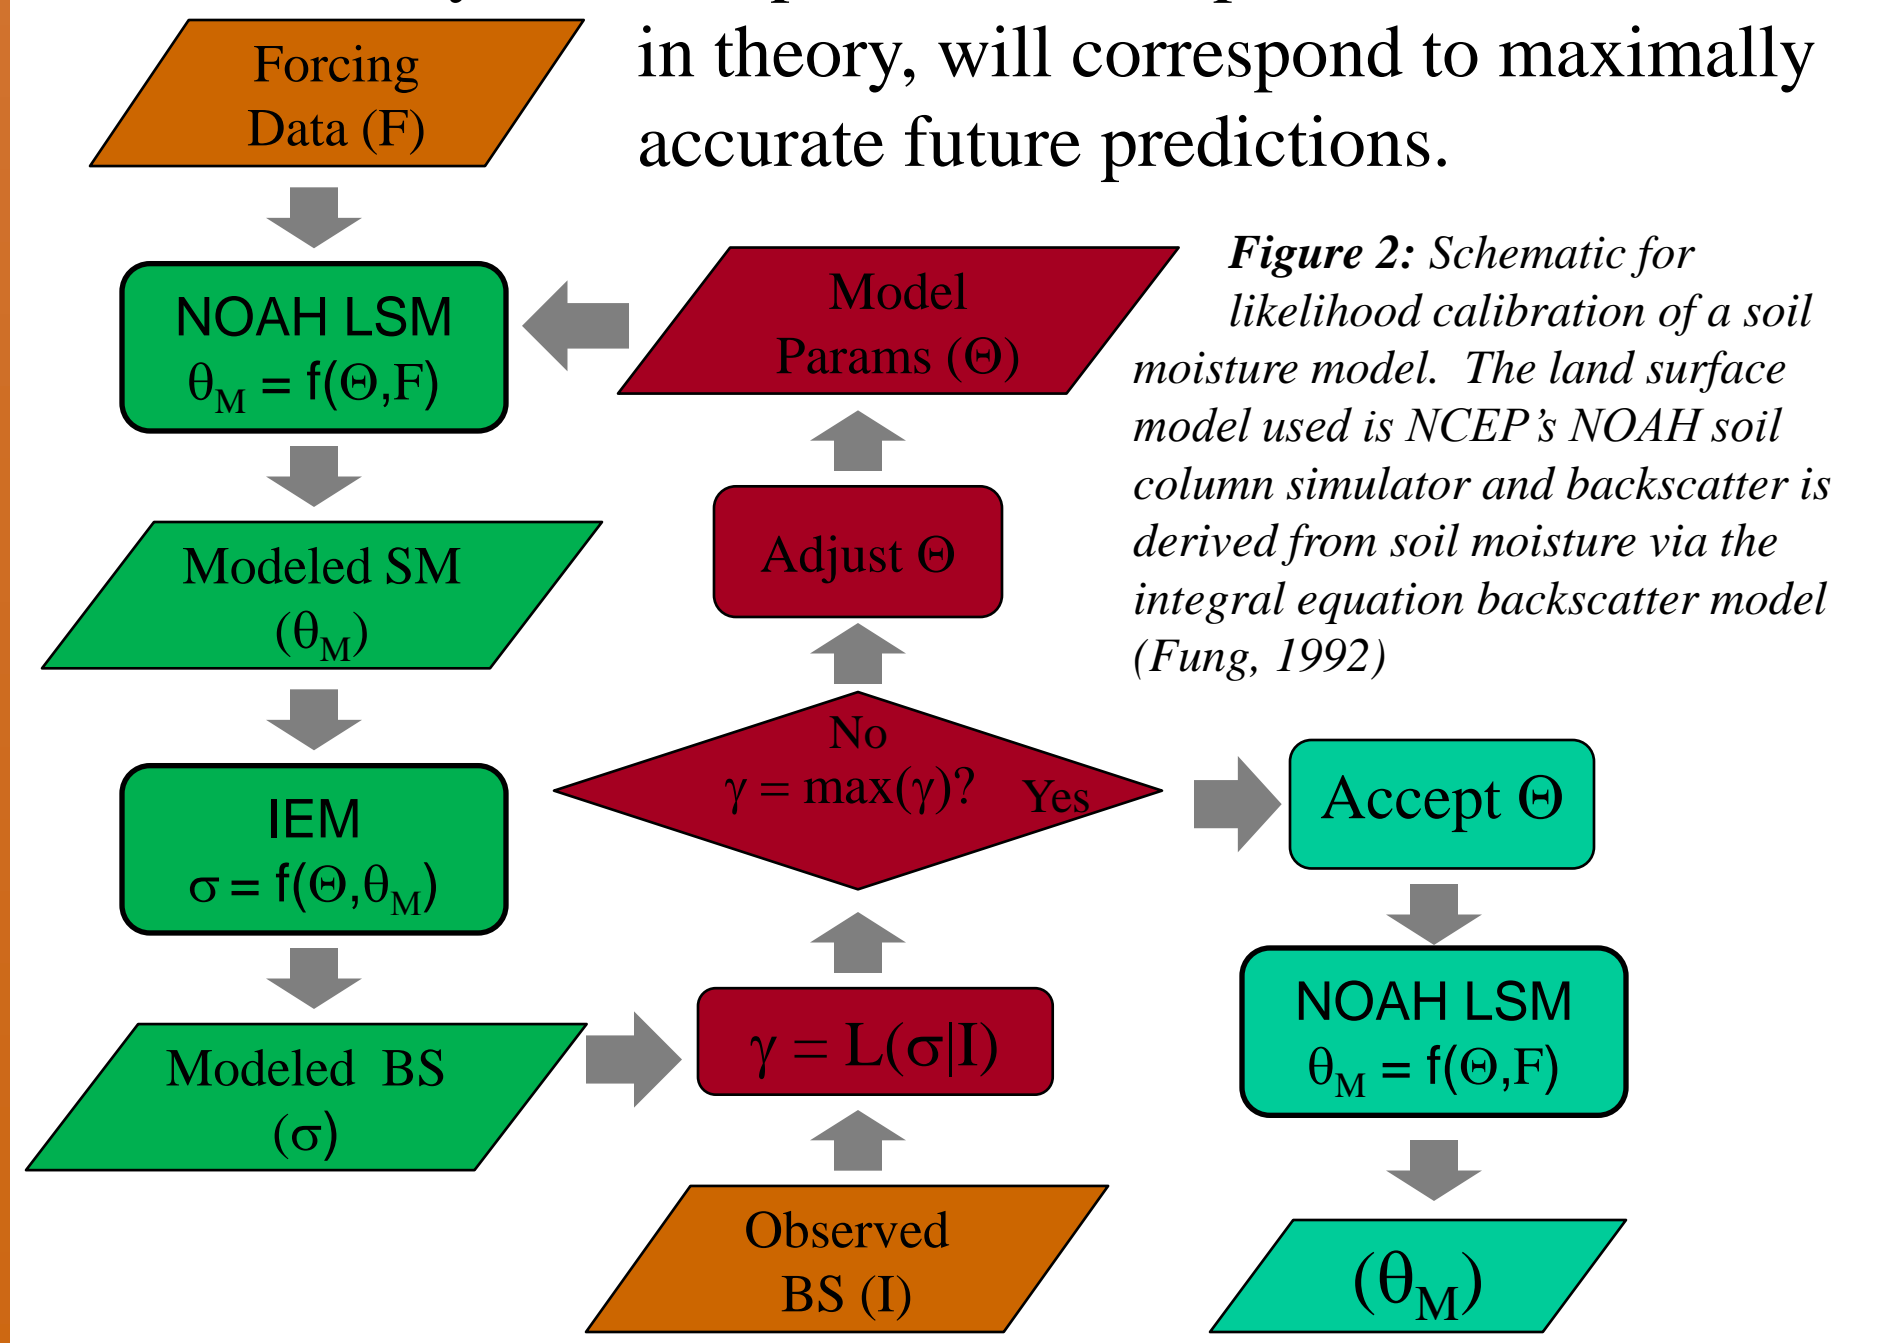 in theory, will correspond to maximally
accurate future predictions.
Forcing
Data (F)
NOAH LSM
θM = f(Θ,F)
Model
Params (Θ)
Figure 2: Schematic for
likelihood calibration of a soil
moisture model. The land surface
model used is NCEP's NOAH soil
column simulator and backscatter is
derived from soil moisture via the
integral equation backscatter model
(Fung, 1992)
Modeled SM
(θM)
Adjust Θ
IEM
σ = f(Θ,θM)
No
γ = max(γ)? Yes
Accept Θ
Modeled BS
(σ)
γ = L(σ|I)
NOAH LSM
θM = f(Θ,F)
Observed
BS (I)
(θM)